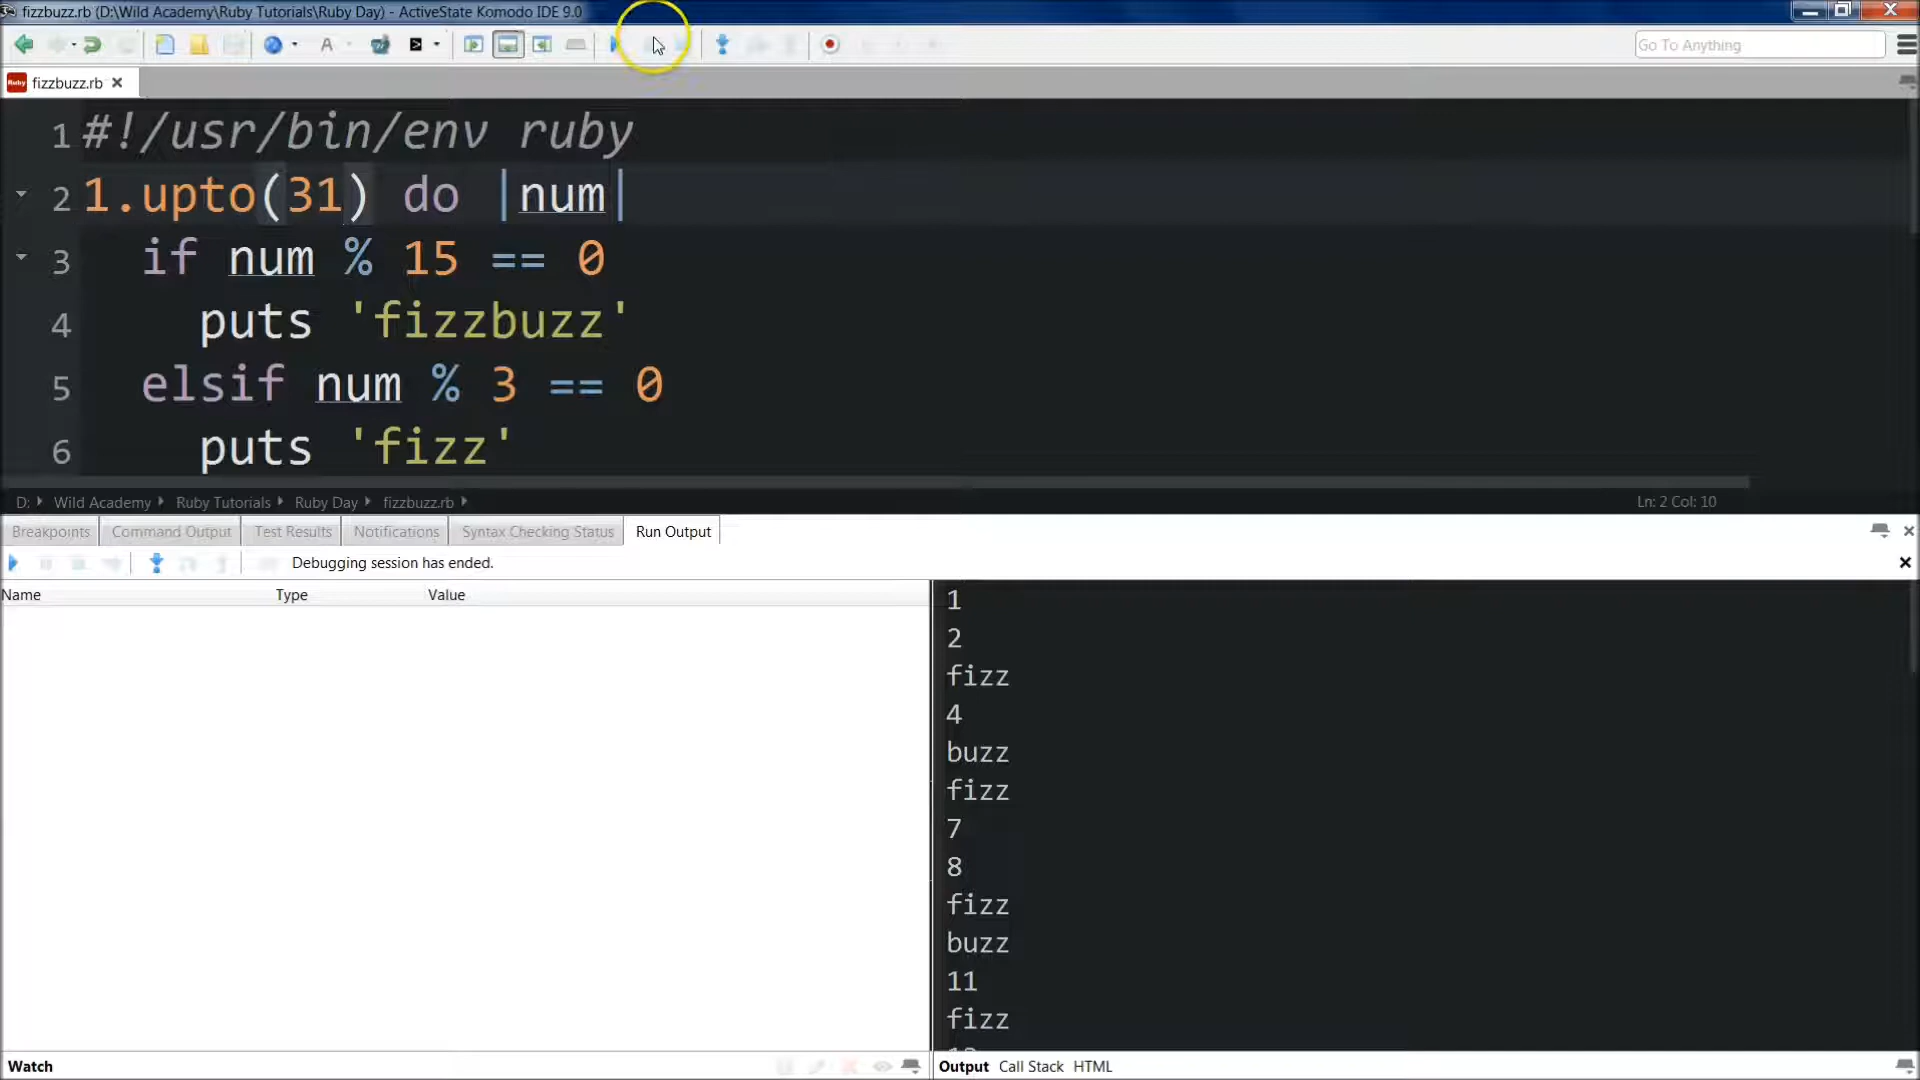 fizzbuzz.rb (D:\Wild Academy\Ruby Tutorials\Ruby Day) - ActiveState Komodo IDE 9.0
Go To Anything
fizzbuzz.rb
1 #!/usr/bin/env ruby
2 1.upto(31) do |num|
3 if num % 15 == 0
4 puts 'fizzbuzz'
5 elsif num % 3 == 0
6 puts 'fizz'
D: Wild Academy Ruby Tutorials Ruby Day fizzbuzz.rb Ln: 2 Col: 10
Breakpoints Command Output Test Results Notifications Syntax Checking Status Run Output
Debugging session has ended.
Name Type Value
1
2
fizz
4
buzz
fizz
7
8
fizz
buzz
11
fizz
Watch
Output Call Stack HTML